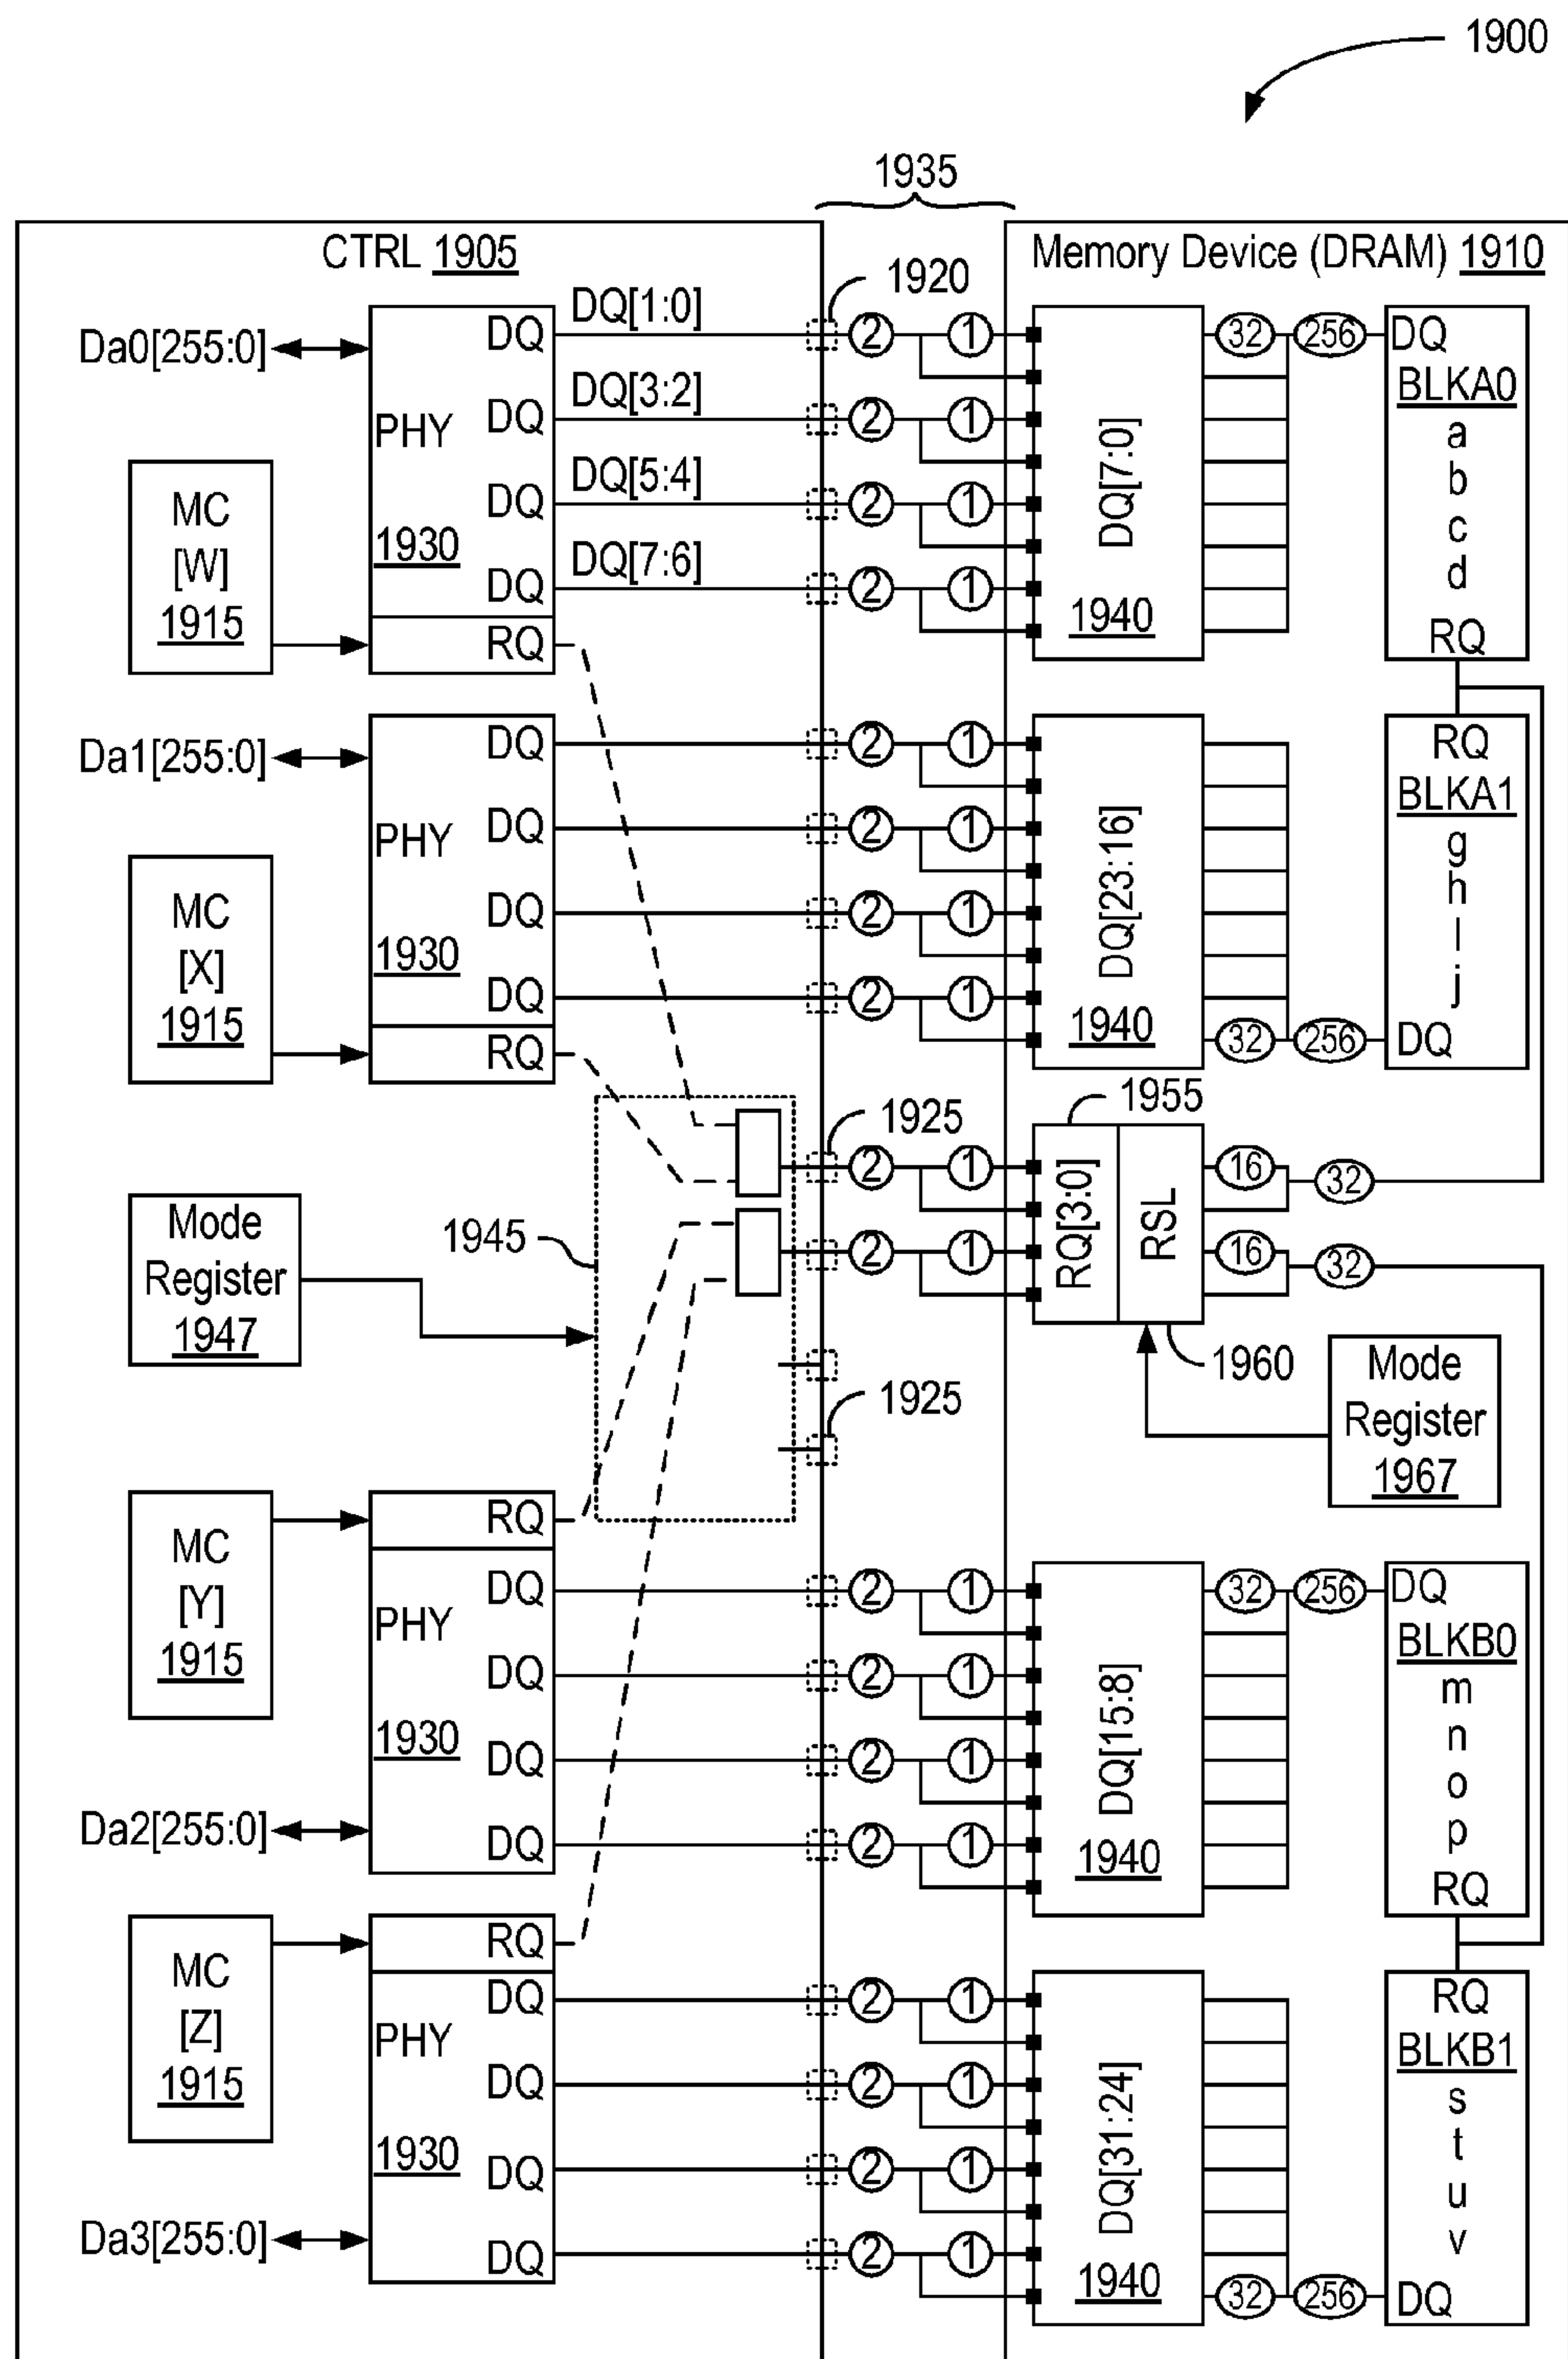 1900
1935
CTRL 1905
Memory Device (DRAM) 1910
1920
Da0[255:0]
PHY
1930
DQ
DQ
DQ
DQ
RQ
DQ[1:0]
DQ[3:2]
DQ[5:4]
DQ[7:6]
MC
[W]
1915
2 1
2 1
2 1
2 1
DQ[7:0]
1940
32 256
DQ
BLKA0
a
b
c
d
RQ
Da1[255:0]
PHY
1930
DQ
DQ
DQ
DQ
RQ
MC
[X]
1915
2 1
2 1
2 1
2 1
DQ[23:16]
1940
32 256
RQ
BLKA1
g
h
I
j
DQ
1925
1955
2 1
2 1
RQ[3:0]
RSL
16 32
16 32
1945
Mode
Register
1947
1925
1960
Mode
Register
1967
MC
[Y]
1915
RQ
PHY
1930
DQ
DQ
DQ
DQ
Da2[255:0]
2 1
2 1
2 1
2 1
DQ[15:8]
1940
32 256
DQ
BLKB0
m
n
o
p
RQ
MC
[Z]
1915
RQ
PHY
1930
DQ
DQ
DQ
DQ
Da3[255:0]
2 1
2 1
2 1
2 1
DQ[31:24]
1940
32 256
RQ
BLKB1
s
t
u
v
DQ